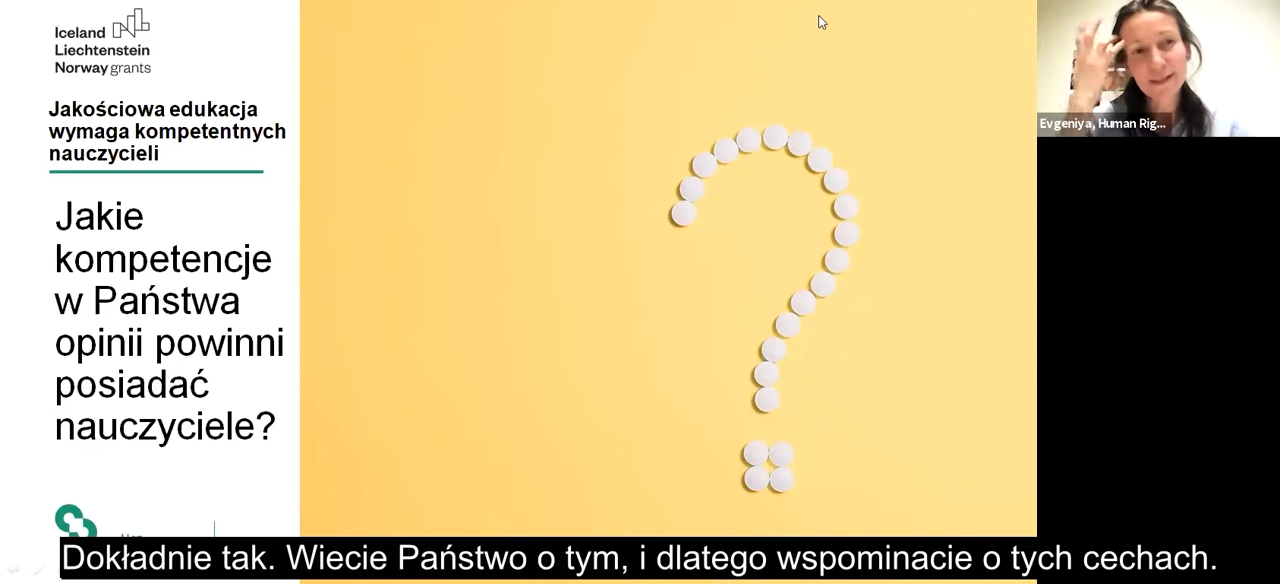 Iceland
Liechtenstein
Norway grants
Jakościowa edukacja
wymaga kompetentnych
nauczycieli
Jakie
kompetencje
w Państwa
opinii powinni
posiadać
nauczyciele?
Evgeniya, Human Rig...
Dokładnie tak. Wiecie Państwo o tym, i dlatego wspominacie o tych cechach.